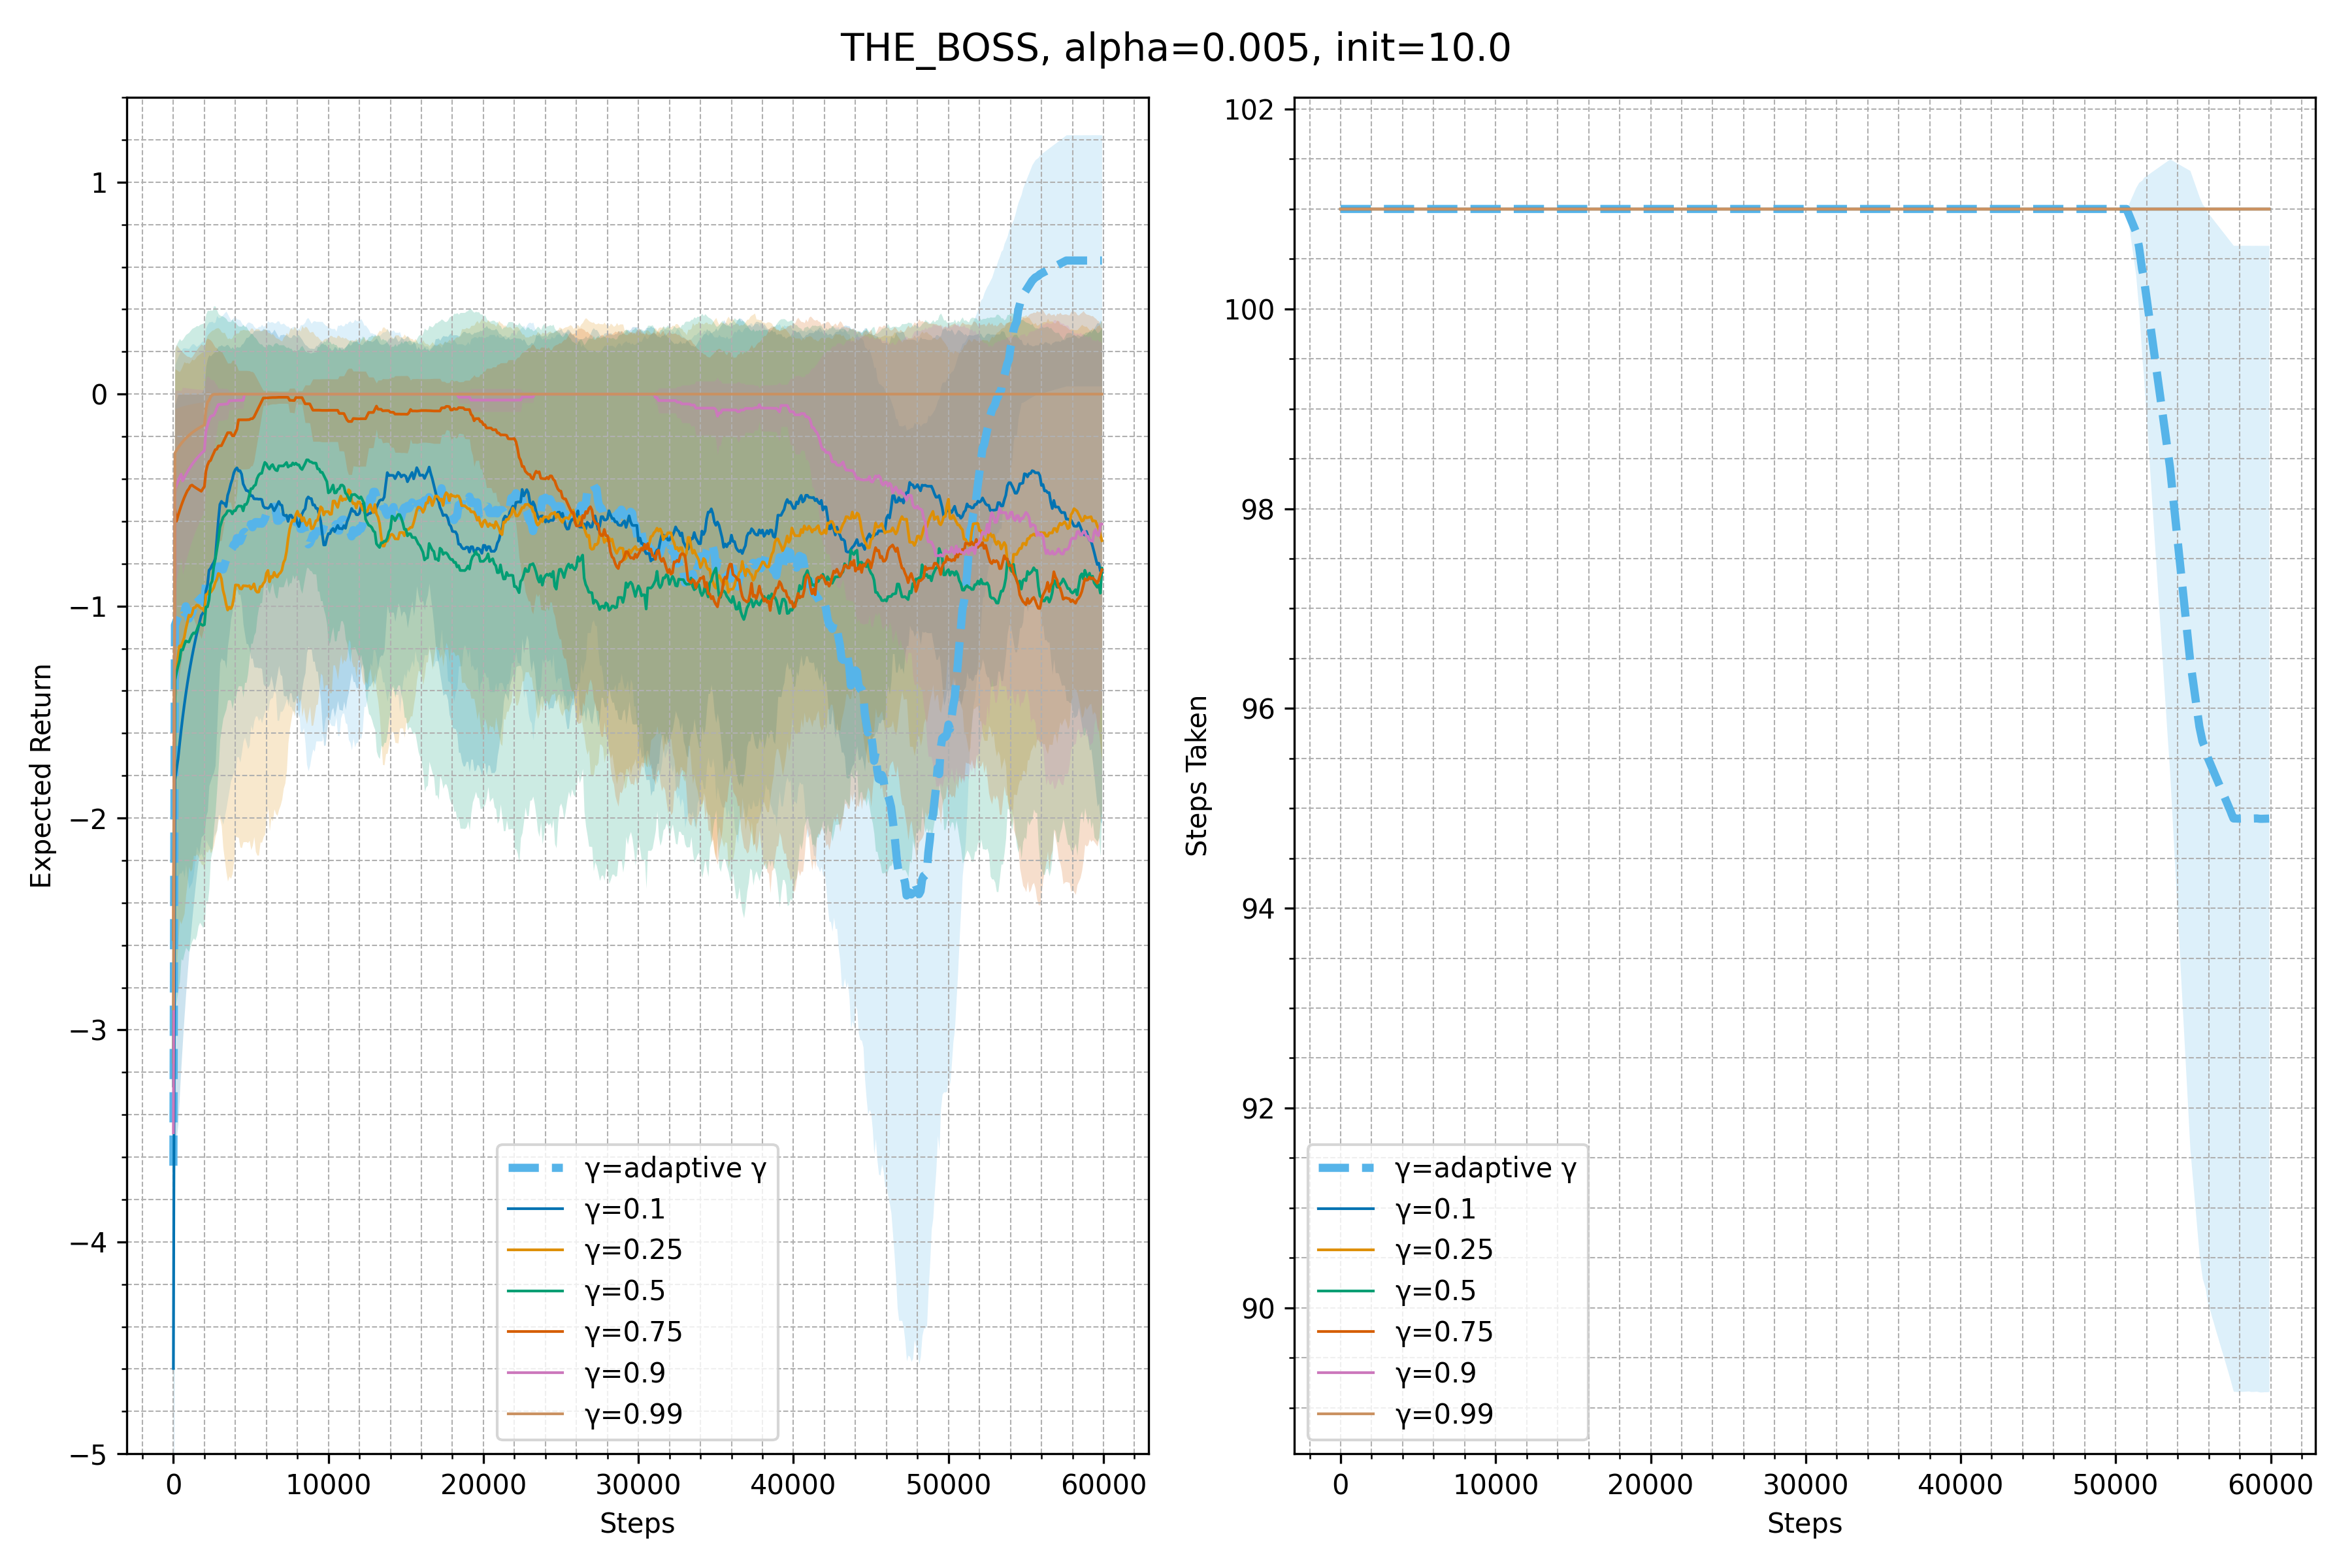 THE_BOSS, alpha=0.005, init=10.0
Expected Return
1
0
−1
−2
−3
−4
−5
0
10000
20000
30000
40000
50000
60000
Steps
γ=adaptive γ
γ=0.1
γ=0.25
γ=0.5
γ=0.75
γ=0.9
γ=0.99
Steps Taken
102
100
98
96
94
92
90
0
10000
20000
30000
40000
50000
60000
Steps
γ=adaptive γ
γ=0.1
γ=0.25
γ=0.5
γ=0.75
γ=0.9
γ=0.99